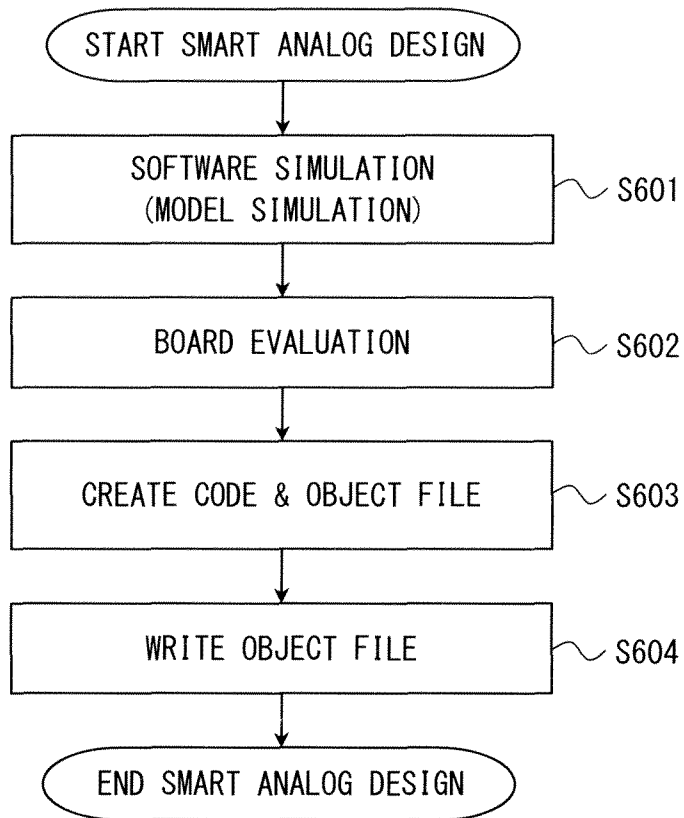 START SMART ANALOG DESIGN
SOFTWARE SIMULATION
(MODEL SIMULATION)
S601
BOARD EVALUATION
S602
CREATE CODE & OBJECT FILE
S603
WRITE OBJECT FILE
S604
END SMART ANALOG DESIGN